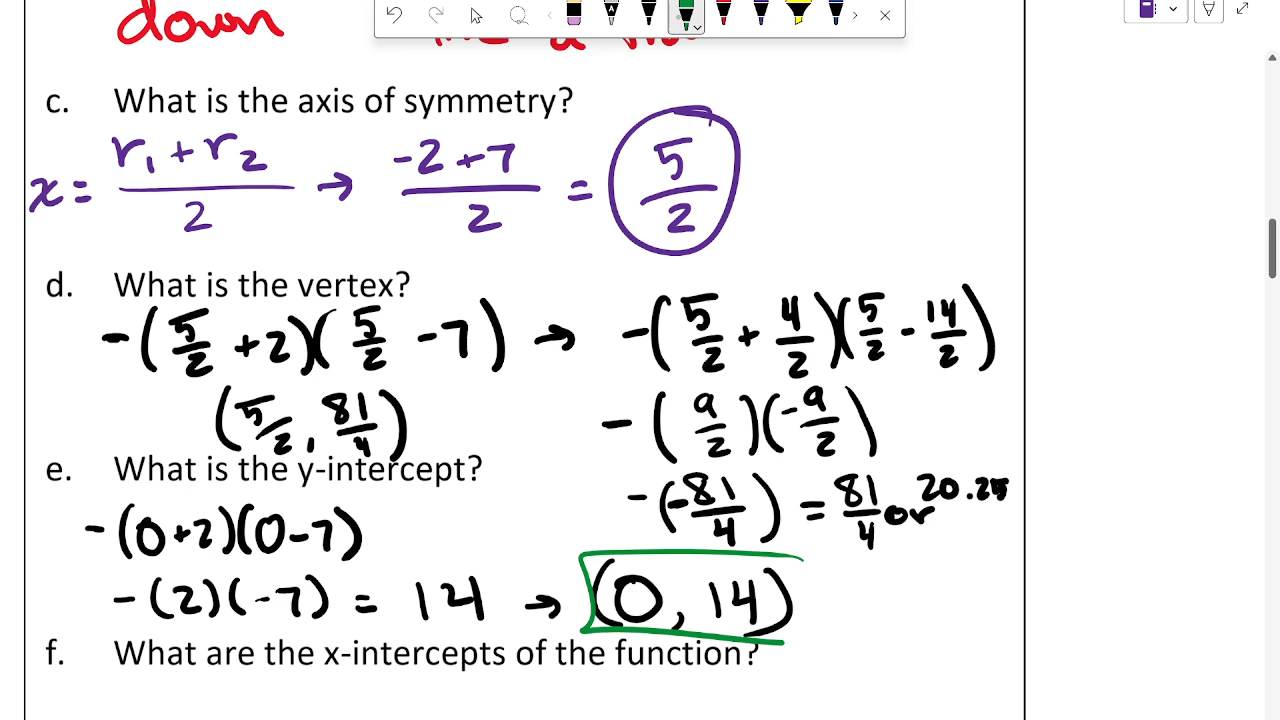 down
c. What is the axis of symmetry?
x = (r₁ + r₂)/2 → (-2 + 7)/2 = 5/2
d. What is the vertex?
-(5/2 + 2)(5/2 - 7) → -(5/2 + 4/2)(5/2 - 14/2)
(5/2, 81/4)
-(9/2)(-9/2)
e. What is the y-intercept?
-(-81/4) = 81/4 or 20.25
-(0+2)(0-7)
-(2)(-7) = 14 → (0, 14)
f. What are the x-intercepts of the function?